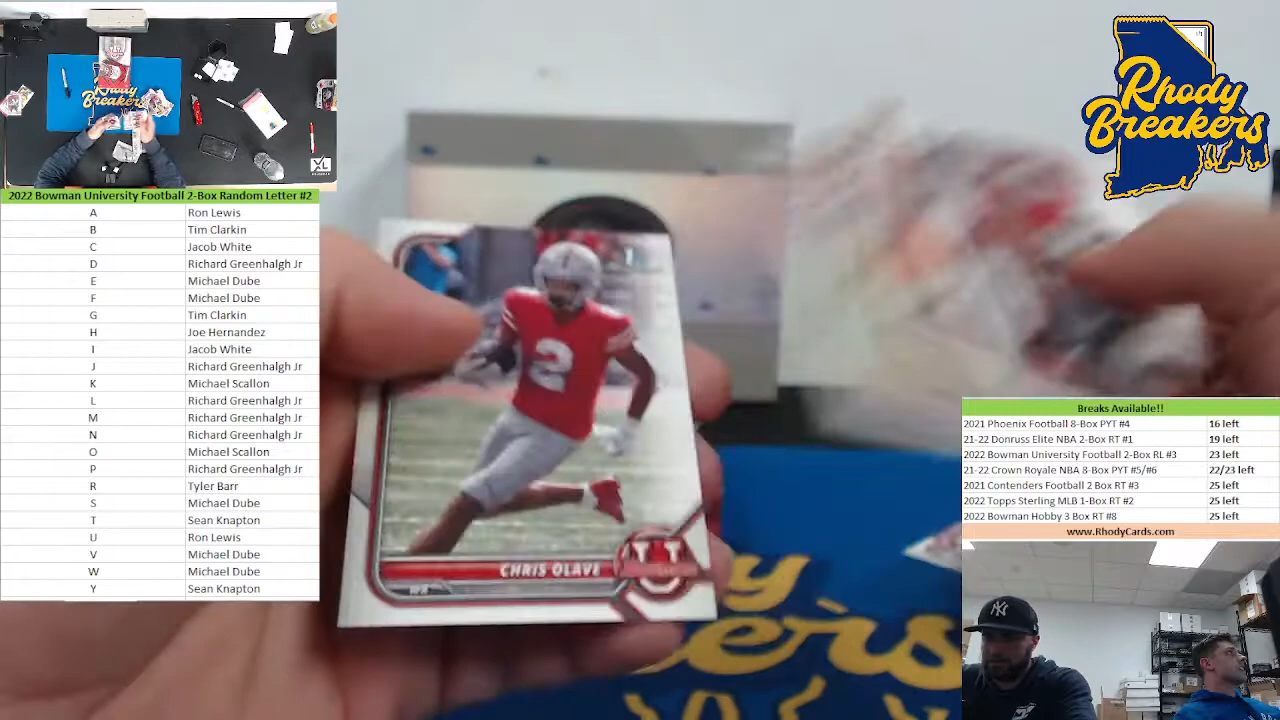 2022 Bowman University Football 2-Box Random Letter #2
A Ron Lewis
B Tim Clarkin
C Jacob White
D Richard Greenhalgh Jr
E Michael Dube
F Michael Dube
G Tim Clarkin
H Joe Hernandez
I Jacob White
J Richard Greenhalgh Jr
K Michael Scallon
L Richard Greenhalgh Jr
M Richard Greenhalgh Jr
N Richard Greenhalgh Jr
O Michael Scallon
P Richard Greenhalgh Jr
R Tyler Barr
S Michael Dube
T Sean Knapton
U Ron Lewis
V Michael Dube
W Michael Dube
Y Sean Knapton
Rhody
Breakers
Rhody
Breakers
XL
2
CHRIS OLAVE
WR
U
Breaks Available!!
2021 Phoenix Football 8-Box PYT #4 16 left
21-22 Donruss Elite NBA 2-Box RT #1 19 left
2022 Bowman University Football 2-Box RL #3 23 left
21-22 Crown Royale NBA 8-Box PYT #5/#6 22/23 left
2021 Contenders Football 2 Box RT #3 25 left
2022 Topps Sterling MLB 1-Box RT #2 25 left
2022 Bowman Hobby 3 Box RT #8 25 left
www.RhodyCards.com